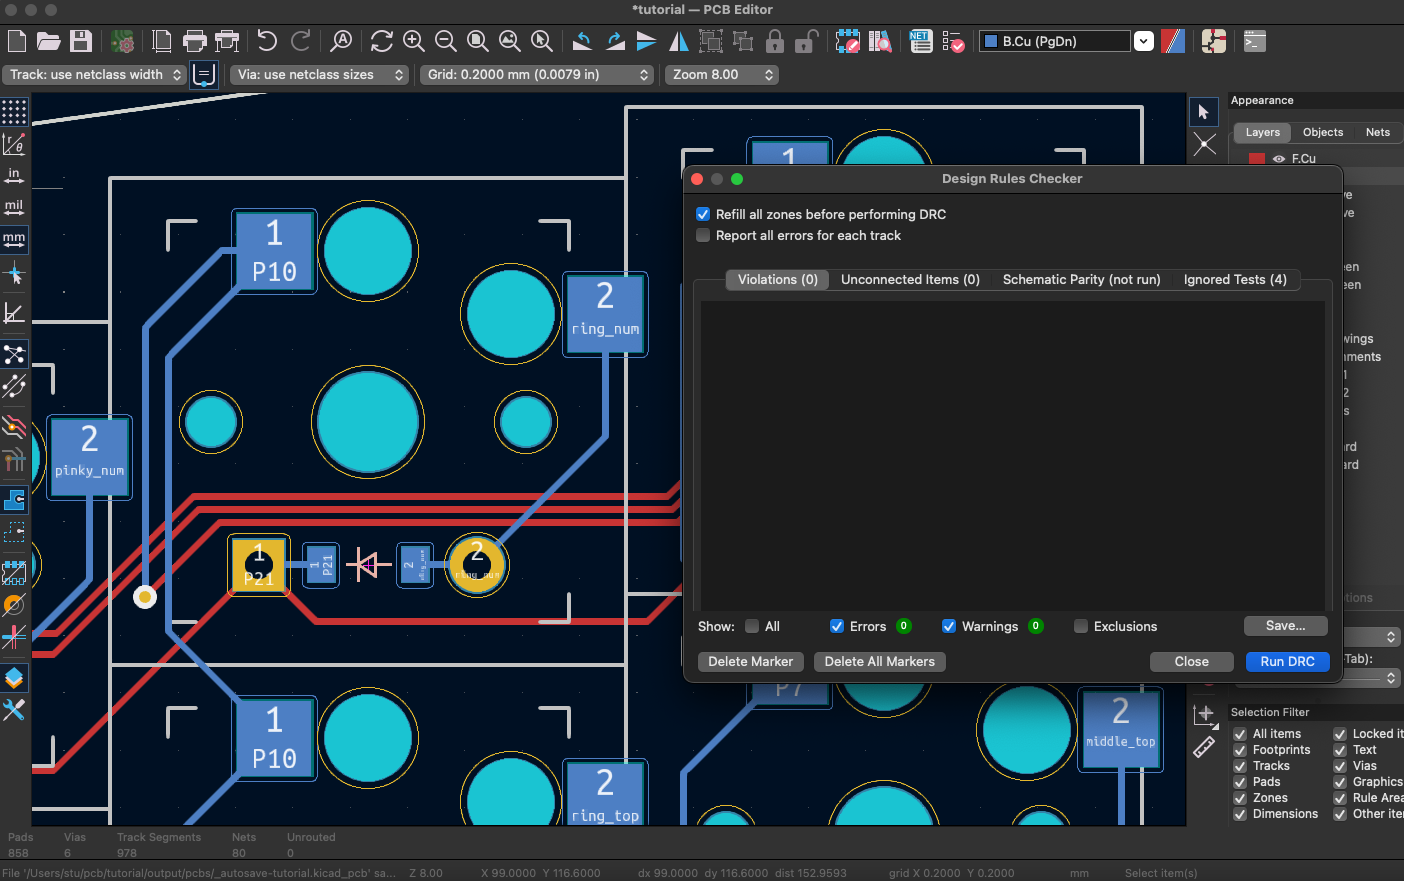 *tutorial — PCB Editor
NET
B.Cu (PgDn)
Track: use netclass width
Via: use netclass sizes
Grid: 0.2000 mm (0.0079 in)
Zoom 8.00
in
mil
mm
Appearance
Layers
Objects
Nets
F.Cu
1
P10
2
ring_num
2
pinky_num
1
P21
1
P21
2
2
ring_num
1
P10
2
ring_top
1
P7
2
middle_top
Design Rules Checker
Refill all zones before performing DRC
Report all errors for each track
Violations (0)
Unconnected Items (0)
Schematic Parity (not run)
Ignored Tests (4)
Show:
All
Errors 0
Warnings 0
Exclusions
Save...
Delete Marker
Delete All Markers
Close
Run DRC
-Tab):
Selection Filter
All items
Locked it
Footprints
Text
Tracks
Vias
Pads
Graphics
Zones
Rule Area
Dimensions
Other iter
Pads
Vias
Track Segments
Nets
Unrouted
858
6
978
80
0
File '/Users/stu/pcb/tutorial/output/pcbs/_autosave-tutorial.kicad_pcb' sa...
Z 8.00
X 99.0000 Y 116.6000
dx 99.0000 dy 116.6000 dist 152.9593
grid X 0.2000 Y 0.2000
mm
Select item(s)